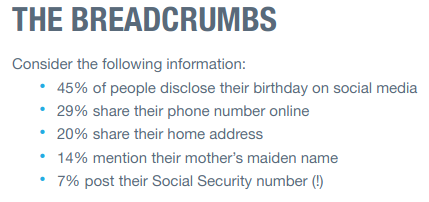 THE BREADCRUMBS
Consider the following information:
• 45% of people disclose their birthday on social media
• 29% share their phone number online
• 20% share their home address
• 14% mention their mother’s maiden name
• 7% post their Social Security number (!)